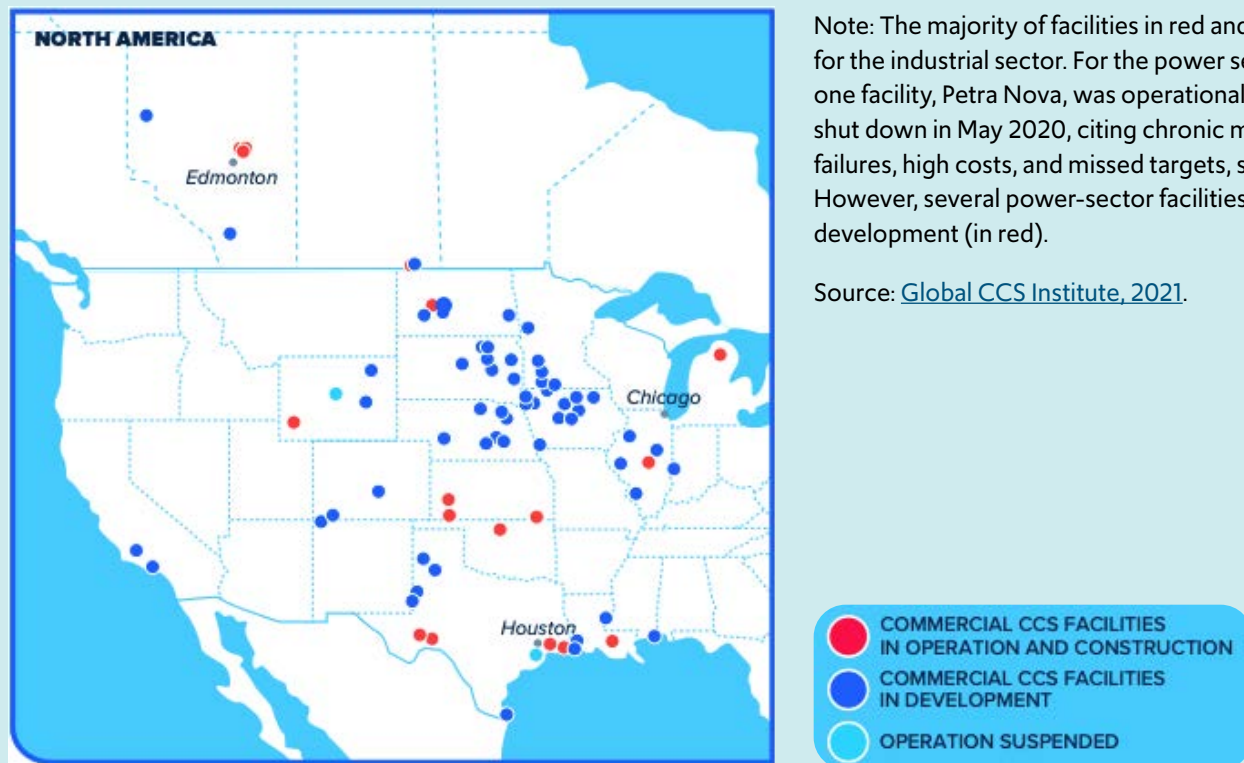 NORTH AMERICA
Edmonton
Chicago
Houston
Note: The majority of facilities in red and
for the industrial sector. For the power
one facility, Petra Nova, was operational
shut down in May 2020, citing chronic
failures, high costs, and missed targets,
However, several power-sector facilities
development (in red).
Source: Global CCS Institute, 2021.
COMMERCIAL CCS FACILITIES
IN OPERATION AND CONSTRUCTION
COMMERCIAL CCS FACILITIES
IN DEVELOPMENT
OPERATION SUSPENDED